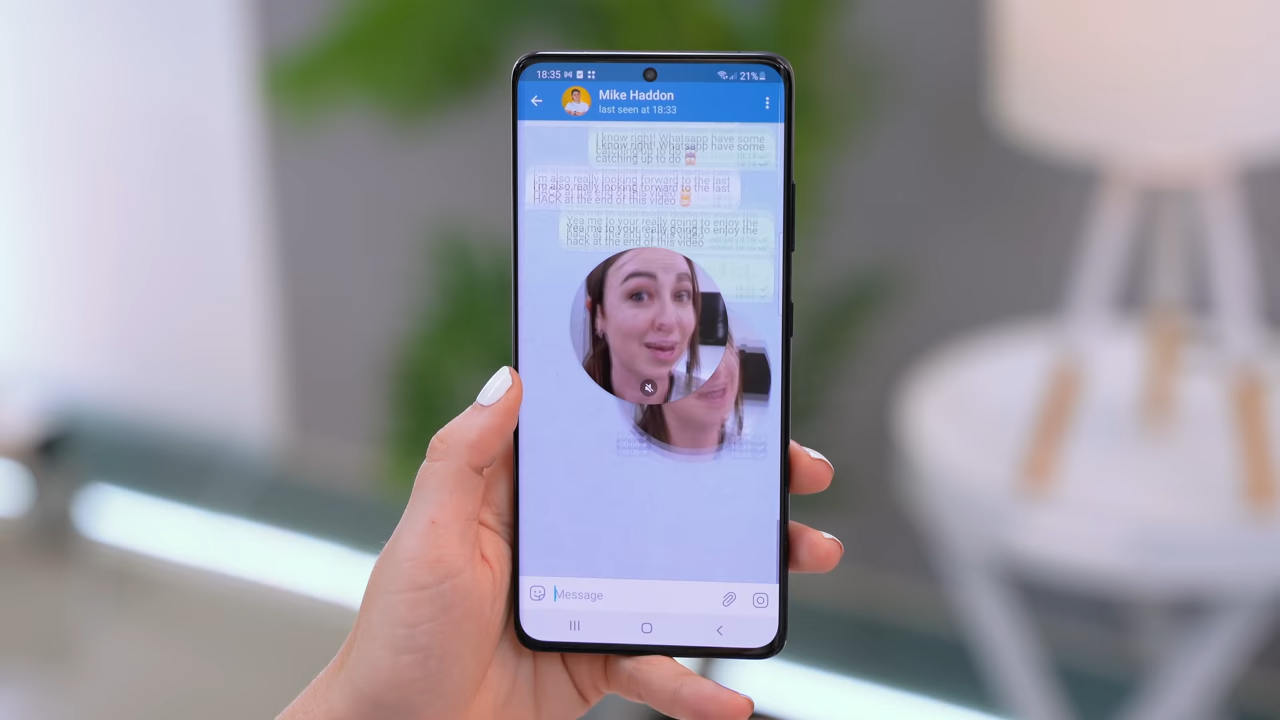 18:35
21%
Mike Haddon
last seen at 18:33
I know right! Whatsapp have some
catching up to do
I'm also really looking forward to the last
HACK at the end of this video
Yea me to your really going to enjoy the
hack at the end of this video
Message